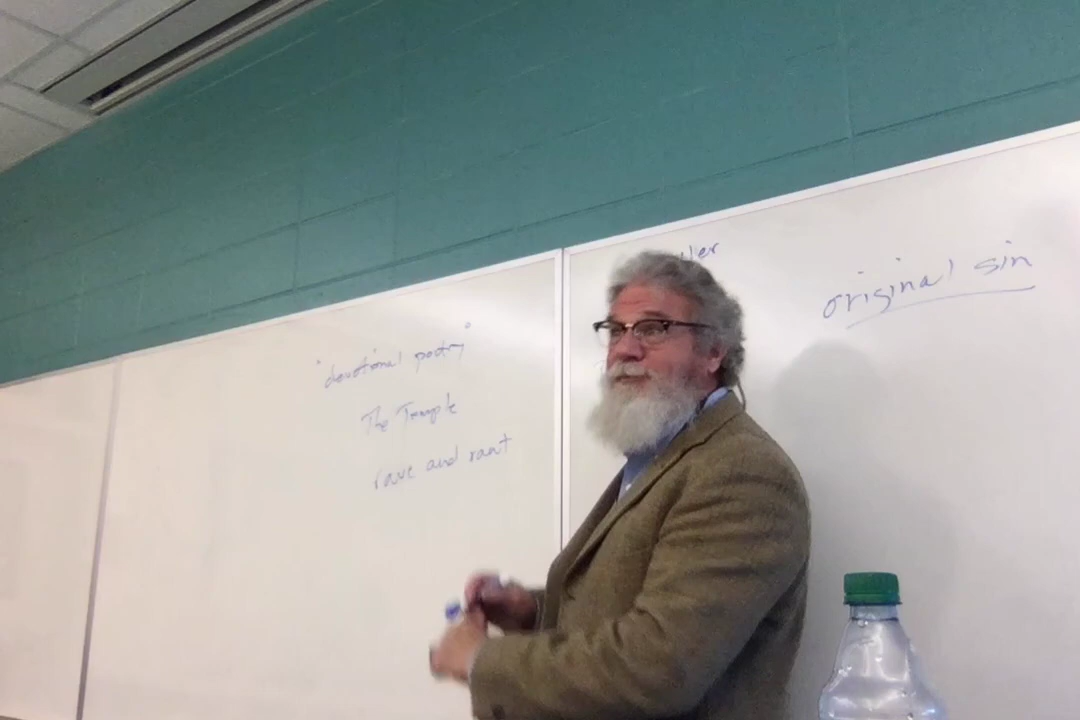 "devotional poetry"
The Temple
rave and rant
original sin